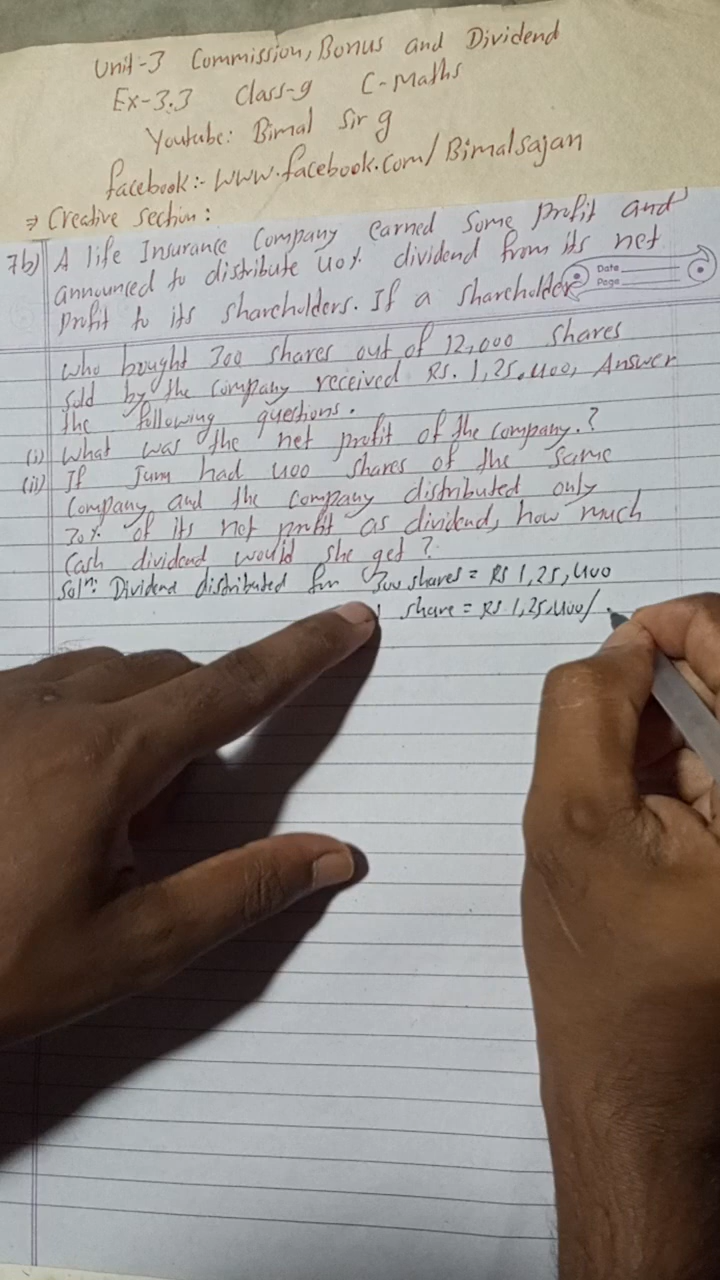 Unit-3 Commission, Bonus and Dividend
Ex-3.3 Class-9 C-Maths
Youtube: Bimal Sir g
facebook:- www.facebook.com/Bimalsajan
⇒ Creative section:
7b) A life Insurance Company earned some profit and
announced to distribute 40% dividend from its net
profit to its shareholders. If a shareholder
Date
Page
who bought 300 shares out of 12,000 shares
sold by the company received Rs. 1,25,400, Answer
the following questions.
(i) What was the net profit of the company.?
(ii) If had 400 shares of the same
Company, and the company distributed only
30% of its net profit as dividend, how much
Cash dividend would she get?
Solⁿ: Dividend distributed for 300 shares = Rs 1,25,400
1 share = Rs 1,25,400/